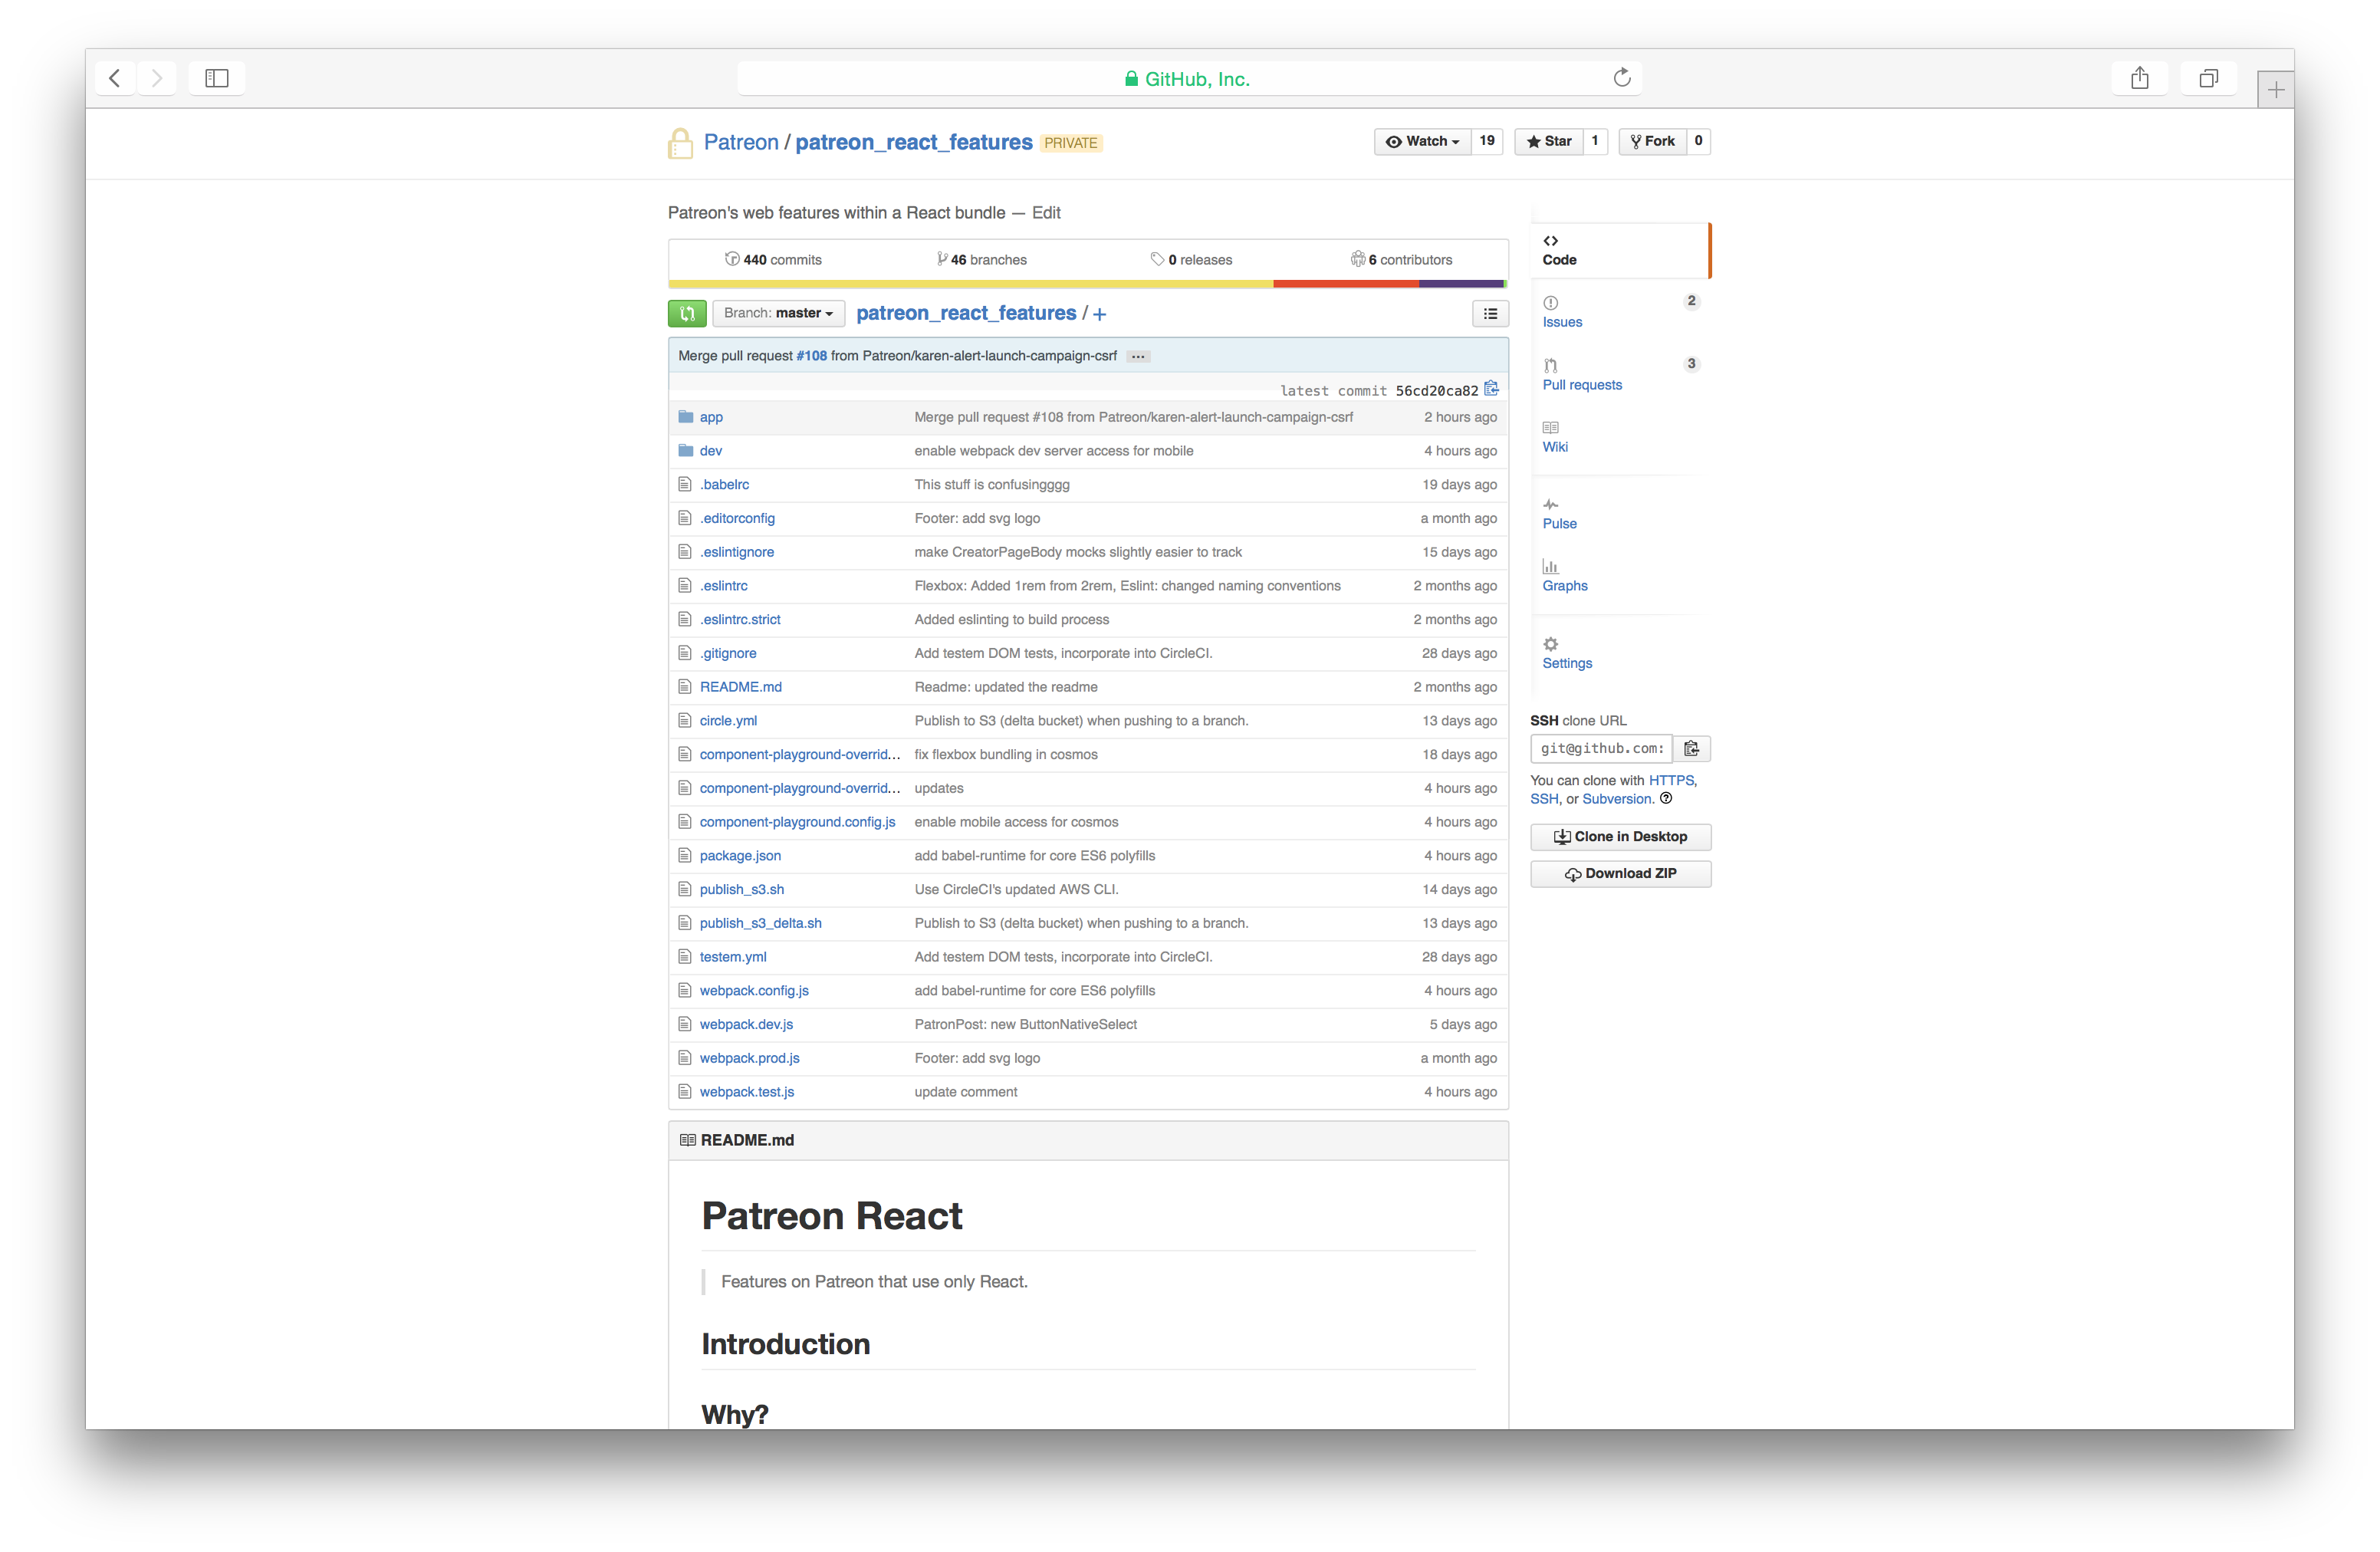 GitHub, Inc.
Patreon / patreon_react_features PRIVATE
Watch 19 Star 1 Fork 0
Patreon's web features within a React bundle — Edit
440 commits 46 branches 0 releases 6 contributors
Branch: master patreon_react_features / +
Merge pull request #108 from Patreon/karen-alert-launch-campaign-csrf ...
latest commit 56cd20ca82
app Merge pull request #108 from Patreon/karen-alert-launch-campaign-csrf 2 hours ago
dev enable webpack dev server access for mobile 4 hours ago
.babelrc This stuff is confusingggg 19 days ago
.editorconfig Footer: add svg logo a month ago
.eslintignore make CreatorPageBody mocks slightly easier to track 15 days ago
.eslintrc Flexbox: Added 1rem from 2rem, Eslint: changed naming conventions 2 months ago
.eslintrc.strict Added eslinting to build process 2 months ago
.gitignore Add testem DOM tests, incorporate into CircleCI. 28 days ago
README.md Readme: updated the readme 2 months ago
circle.yml Publish to S3 (delta bucket) when pushing to a branch. 13 days ago
component-playground-overrid... fix flexbox bundling in cosmos 18 days ago
component-playground-overrid... updates 4 hours ago
component-playground.config.js enable mobile access for cosmos 4 hours ago
package.json add babel-runtime for core ES6 polyfills 4 hours ago
publish_s3.sh Use CircleCI's updated AWS CLI. 14 days ago
publish_s3_delta.sh Publish to S3 (delta bucket) when pushing to a branch. 13 days ago
testem.yml Add testem DOM tests, incorporate into CircleCI. 28 days ago
webpack.config.js add babel-runtime for core ES6 polyfills 4 hours ago
webpack.dev.js PatronPost: new ButtonNativeSelect 5 days ago
webpack.prod.js Footer: add svg logo a month ago
webpack.test.js update comment 4 hours ago
README.md
Patreon React
Features on Patreon that use only React.
Introduction
Why?
Code
Issues 2
Pull requests 3
Wiki
Pulse
Graphs
Settings
SSH clone URL
git@github.com:
You can clone with HTTPS,
SSH, or Subversion.
Clone in Desktop
Download ZIP